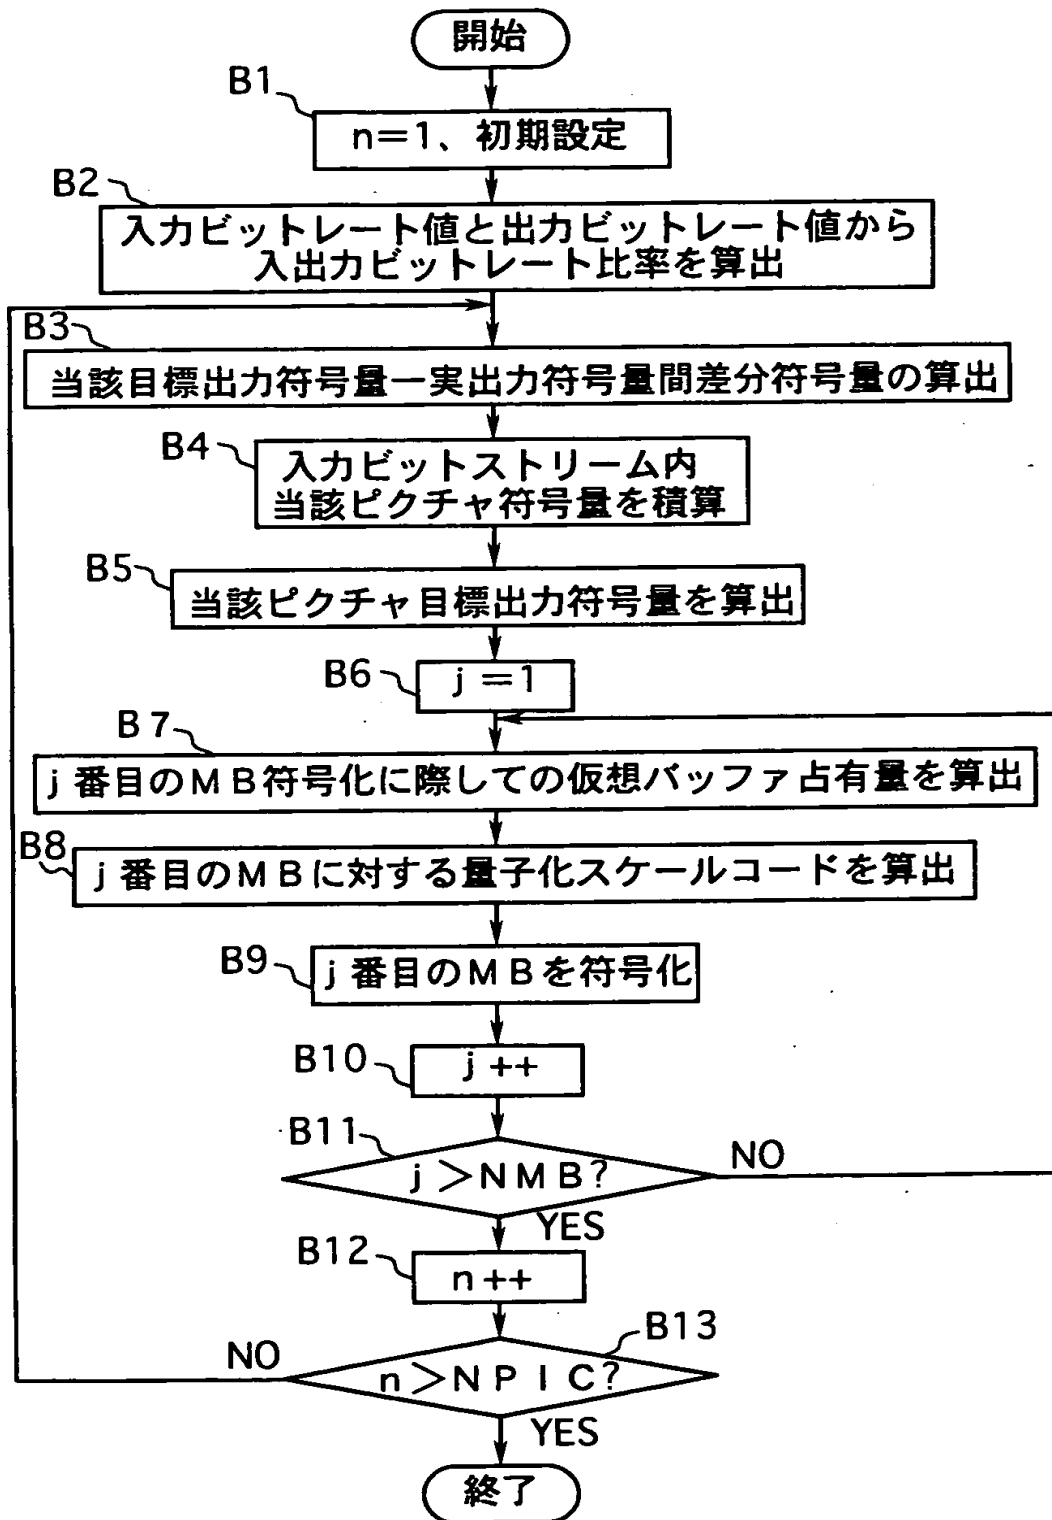 開始
B1
n=1、初期設定
B2
入力ビットレート値と出力ビットレート値から
入出力ビットレート比率を算出
B3
当該目標出力符号量ー実出力符号量間差分符号量の算出
B4
入力ビットストリーム内
当該ピクチャ符号量を積算
B5
当該ピクチャ目標出力符号量を算出
B6
j=1
B7
j番目のMB符号化に際しての仮想バッファ占有量を算出
B8
j番目のMBに対する量子化スケールコードを算出
B9
j番目のMBを符号化
B10
j++
B11
j>NMB?
NO
YES
B12
n++
B13
n>NPIC?
NO
YES
終了